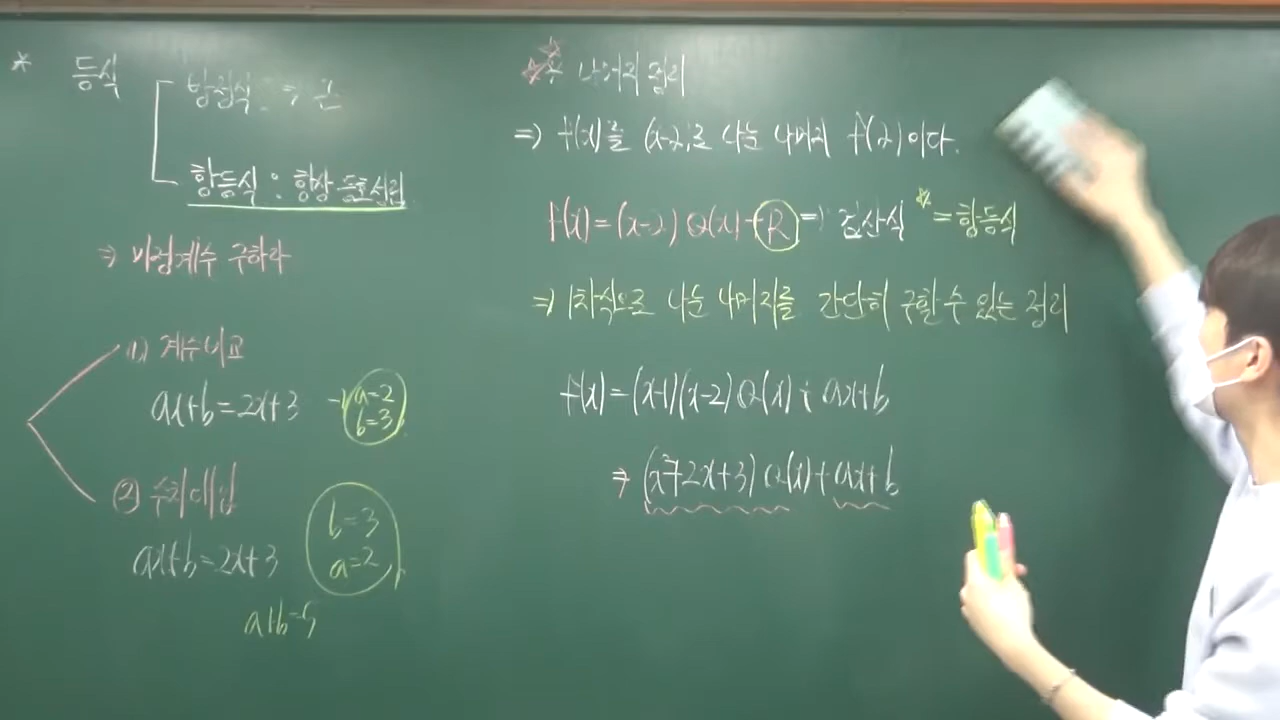 * 등식
방정식 : ⇒ 근
항등식 : 항상 등호성립
⇒ 미정계수 구하라
① 계수비교
ax+b=2x+3 → a=2
b=3
② 수치대입
ax+b=2x+3
b=3
a=2
a+b=5
** 나머지 정리
⇒ f(x)를 (x-2)로 나눈 나머지 f(2)이다.
f(x)=(x-2)Q(x)+R ⇒ 검산식 *=항등식
⇒ 1차식으로 나눈 나머지를 간단히 구할 수 있는 정리
f(x)=(x-1)(x-2)Q(x)+ax+b
⇒ (x²+2x+3)Q(x)+ax+b